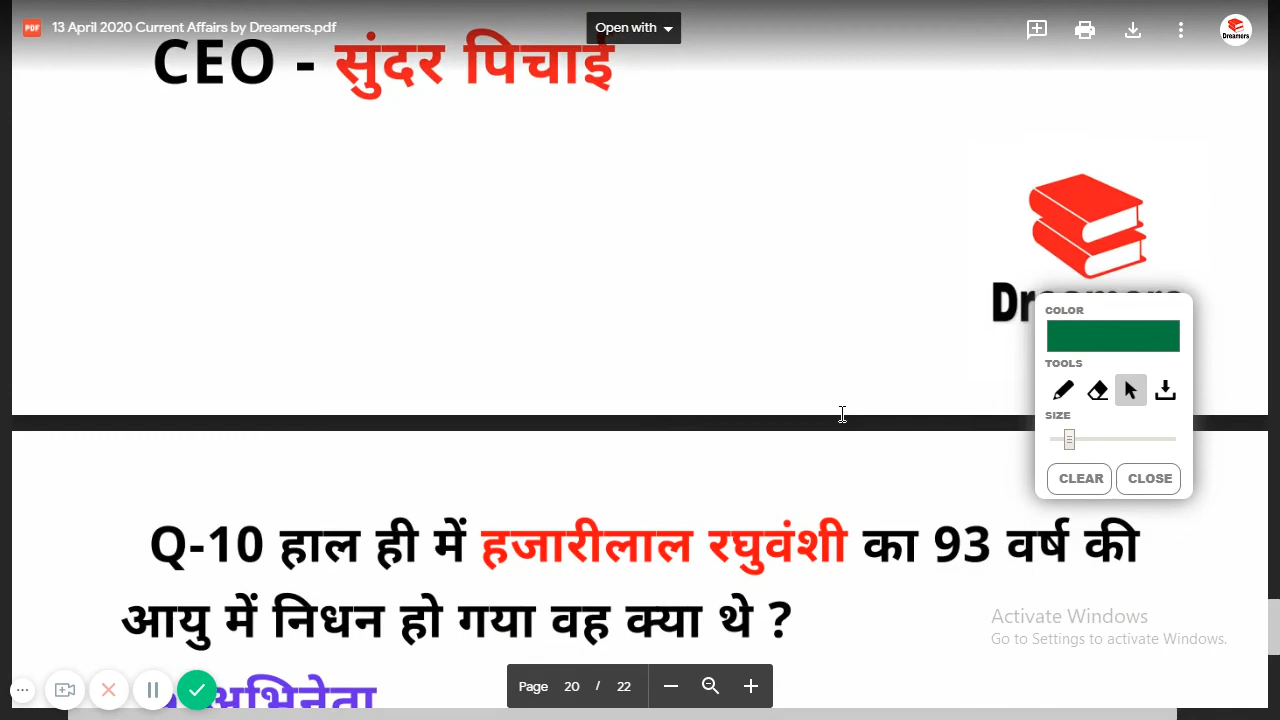 13 April 2020 Current Affairs by Dreamers.pdf
Open with
CEO - सुंदर पिचाई
Dreamers
COLOR
TOOLS
SIZE
CLEAR CLOSE
Q-10 हाल ही में हजारीलाल रघुवंशी का 93 वर्ष की
आयु में निधन हो गया वह क्या थे ?
अभिनेता
Activate Windows
Go to Settings to activate Windows.
Page 20 / 22